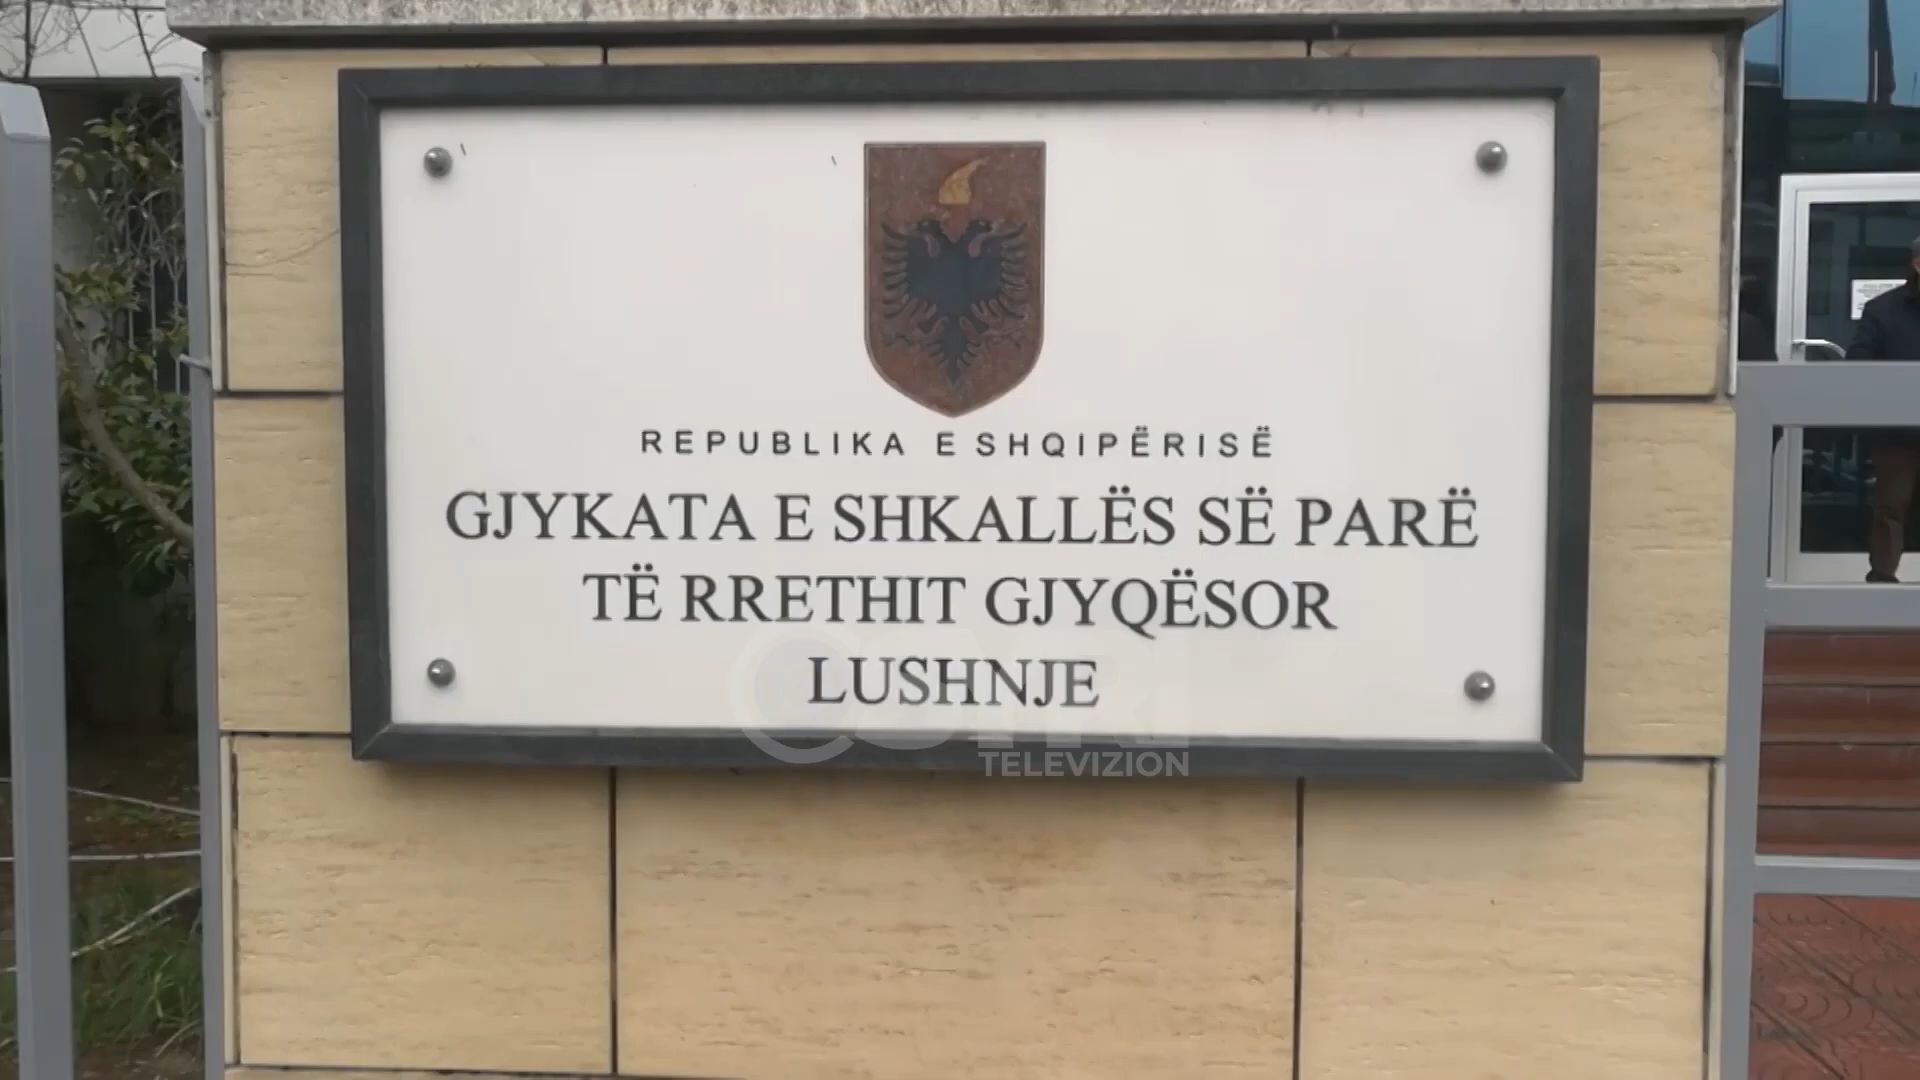 REPUBLIKA E SHQIPËRISË
GJYKATA E SHKALLËS SË PARË
TË RRETHIT GJYQËSOR
LUSHNJE
TELEVIZION